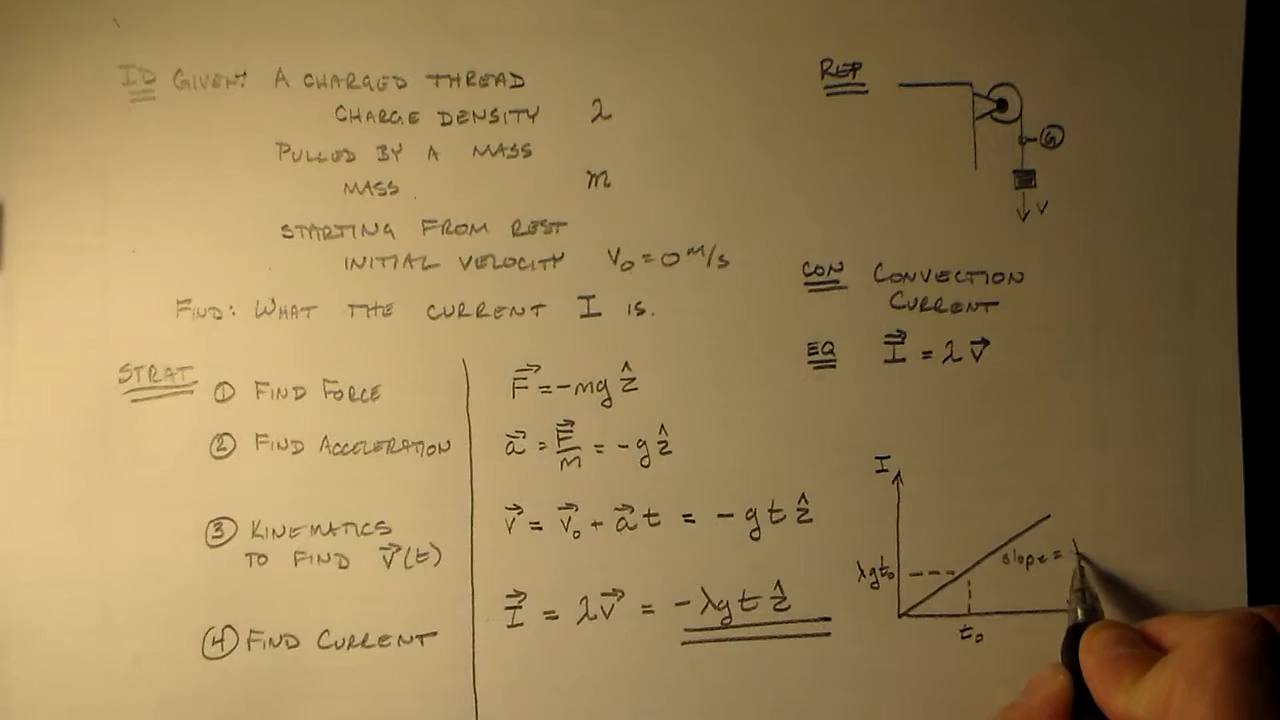 ID GIVEN: A CHARGED THREAD
CHARGE DENSITY λ
PULLED BY A MASS
MASS m
STARTING FROM REST
INITIAL VELOCITY V₀ = 0 m/s
FIND: WHAT THE CURRENT I IS.
REP
G
V
CON CONVECTION
CURRENT
EQ I⃗ = λv⃗
STRAT
① FIND FORCE
② FIND ACCELERATION
③ KINEMATICS
TO FIND v⃗(t)
④ FIND CURRENT
F⃗ = -mg ẑ
a⃗ = F⃗/m = -g ẑ
v⃗ = v⃗₀ + a⃗ t = -g t ẑ
I⃗ = λv⃗ = -λg t ẑ
I
λgt₀
slope =
t₀